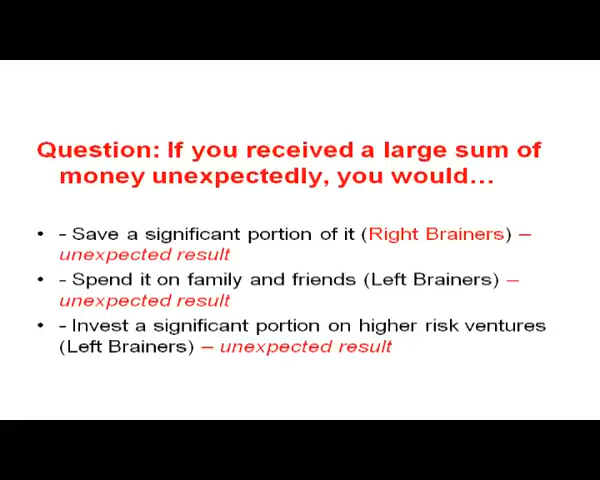 Question: If you received a large sum of
money unexpectedly, you would...
• - Save a significant portion of it (Right Brainers) –
unexpected result
• - Spend it on family and friends (Left Brainers) –
unexpected result
• - Invest a significant portion on higher risk ventures
(Left Brainers) – unexpected result